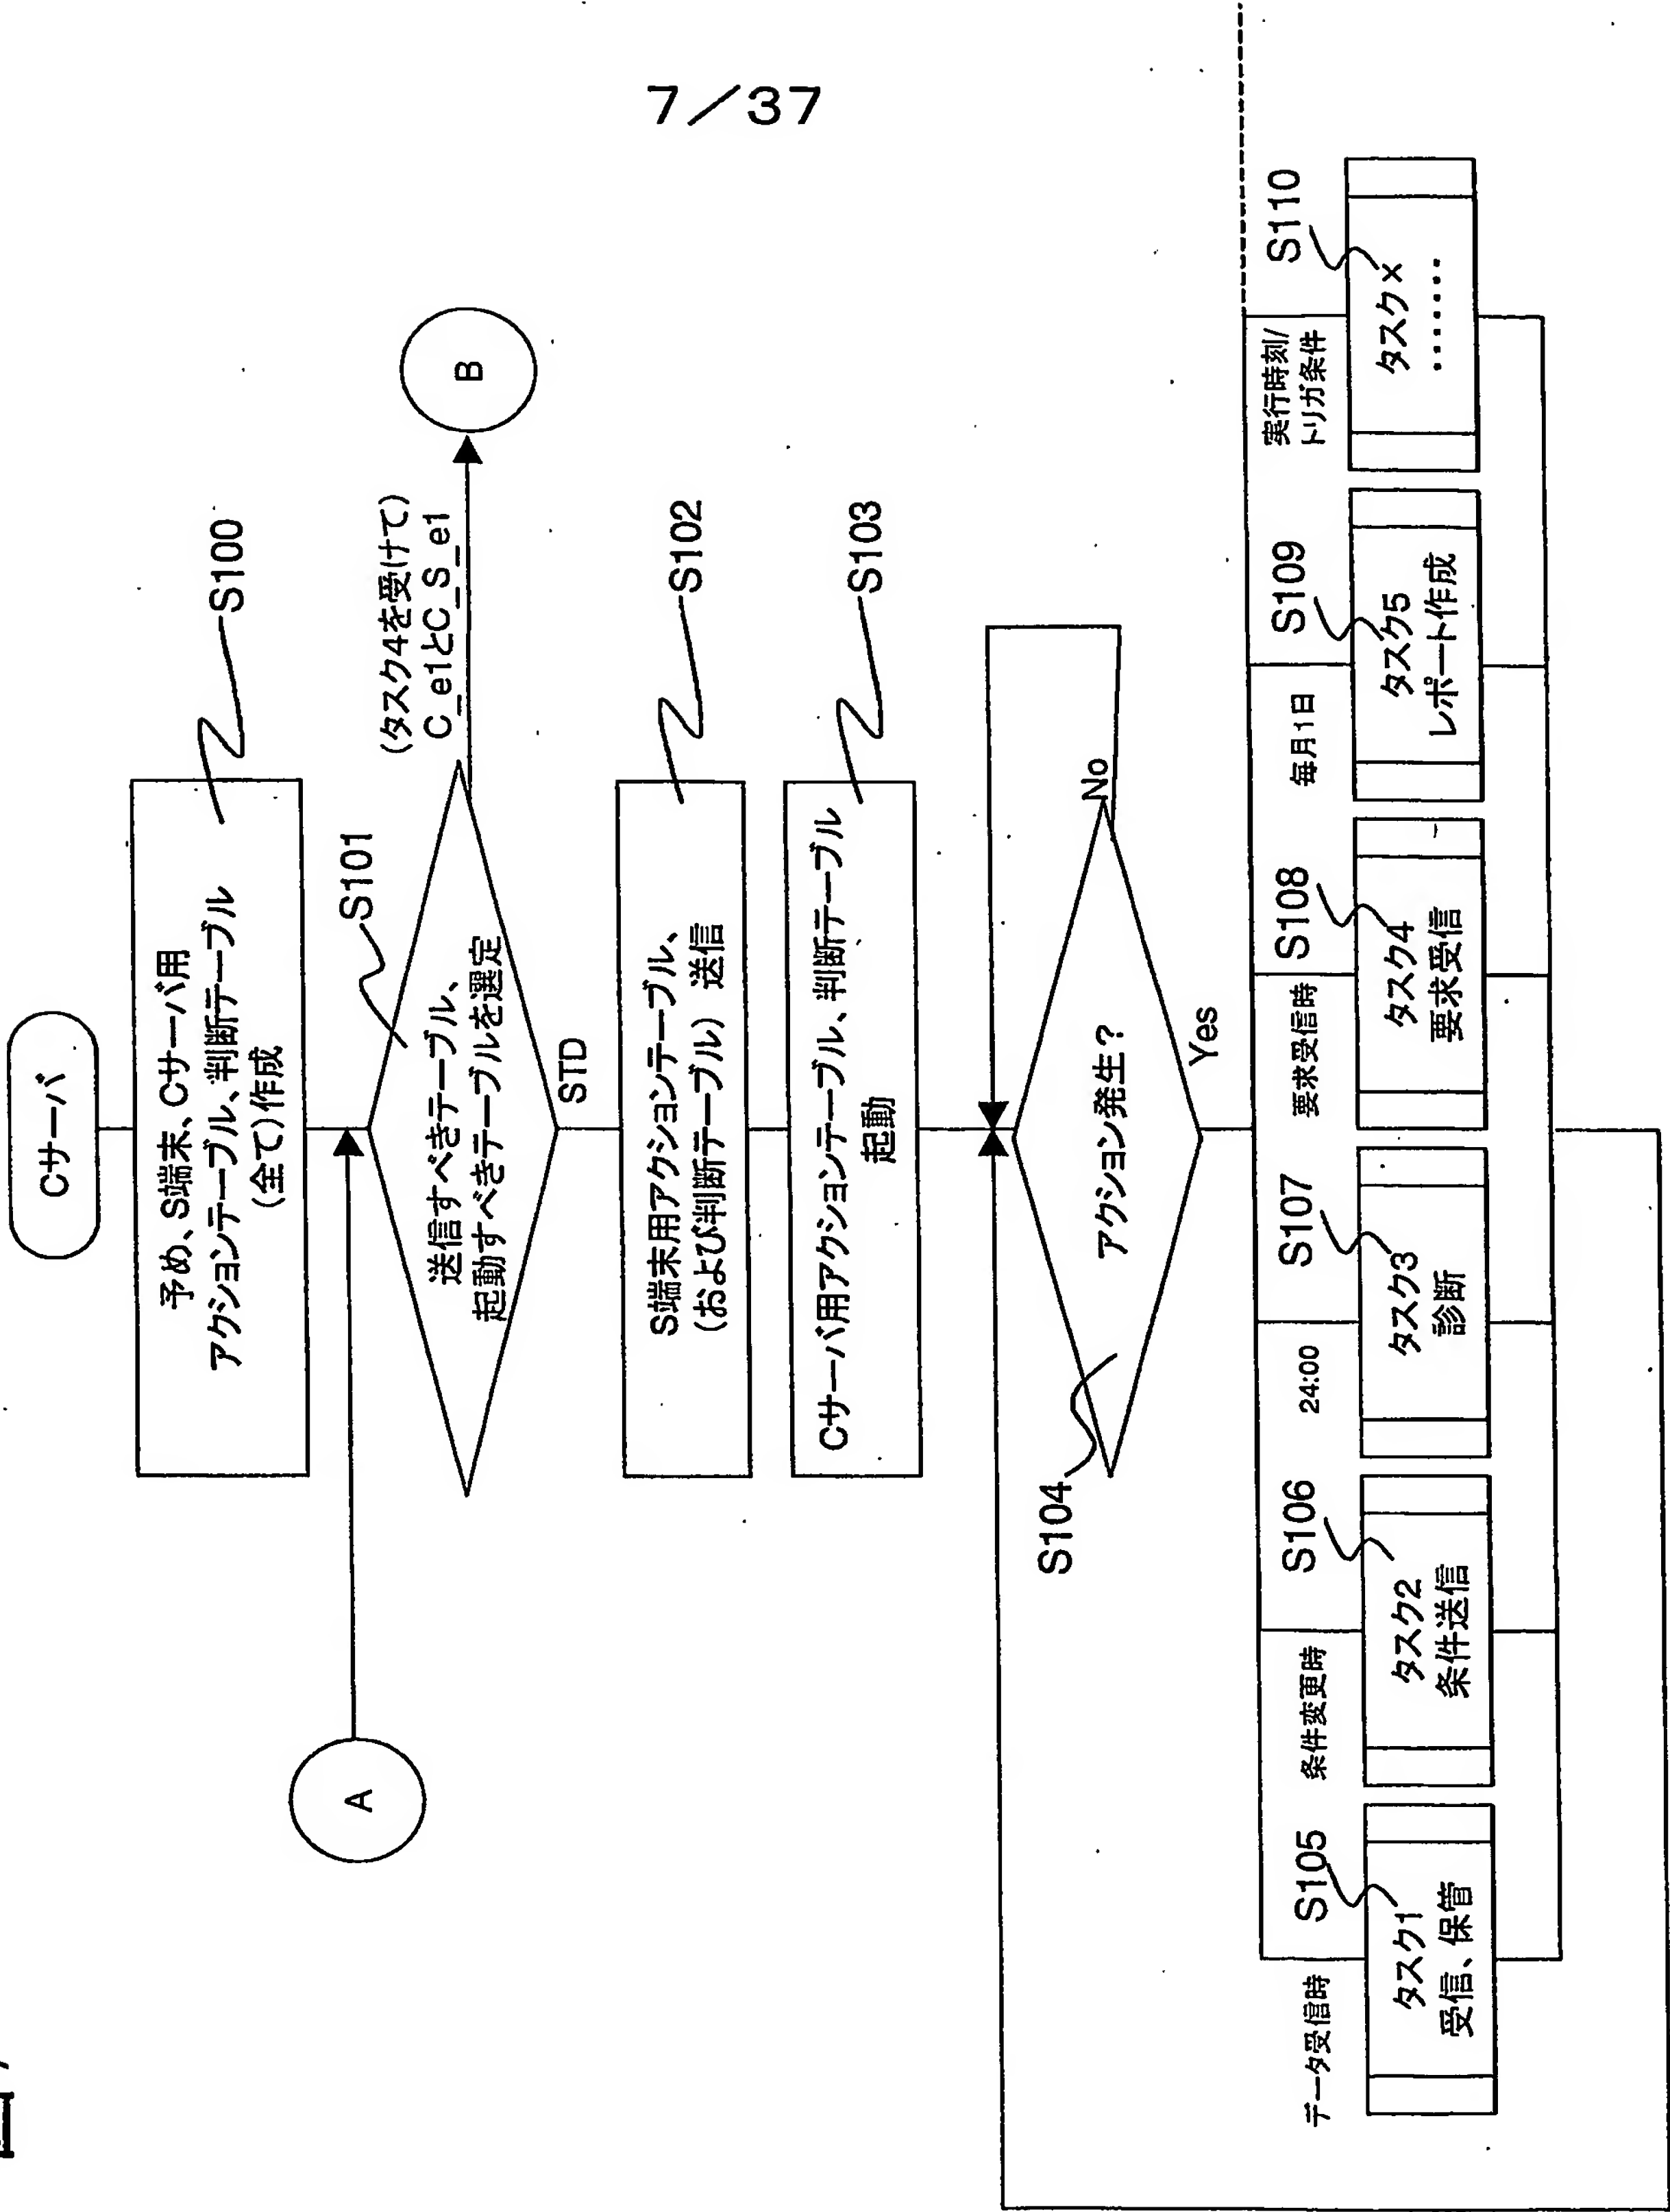 7/37
Cサーバ
予め、S端末、Cサーバ用
アクションテーブル、判断テーブル
(全て)作成
S100
A
S101
送信すべきテーブル、
起動すべきテーブルを選定
(タスク4を受けて)
C_e1とC_S_e1
B
STD
S端末用アクションテーブル、
(および判断テーブル) 送信
S102
Cサーバ用アクションテーブル、判断テーブル
起動
S103
S104
アクション発生?
No
Yes
データ受信時
S105
タスク1
受信、保管
条件変更時
S106
タスク2
条件送信
24:00
S107
タスク3
診断
要求受信時
S108
タスク4
要求受信
毎月1日
S109
タスク5
レポート作成
実行時刻/
トリガ条件
S110
タスク×
・・・・・・・